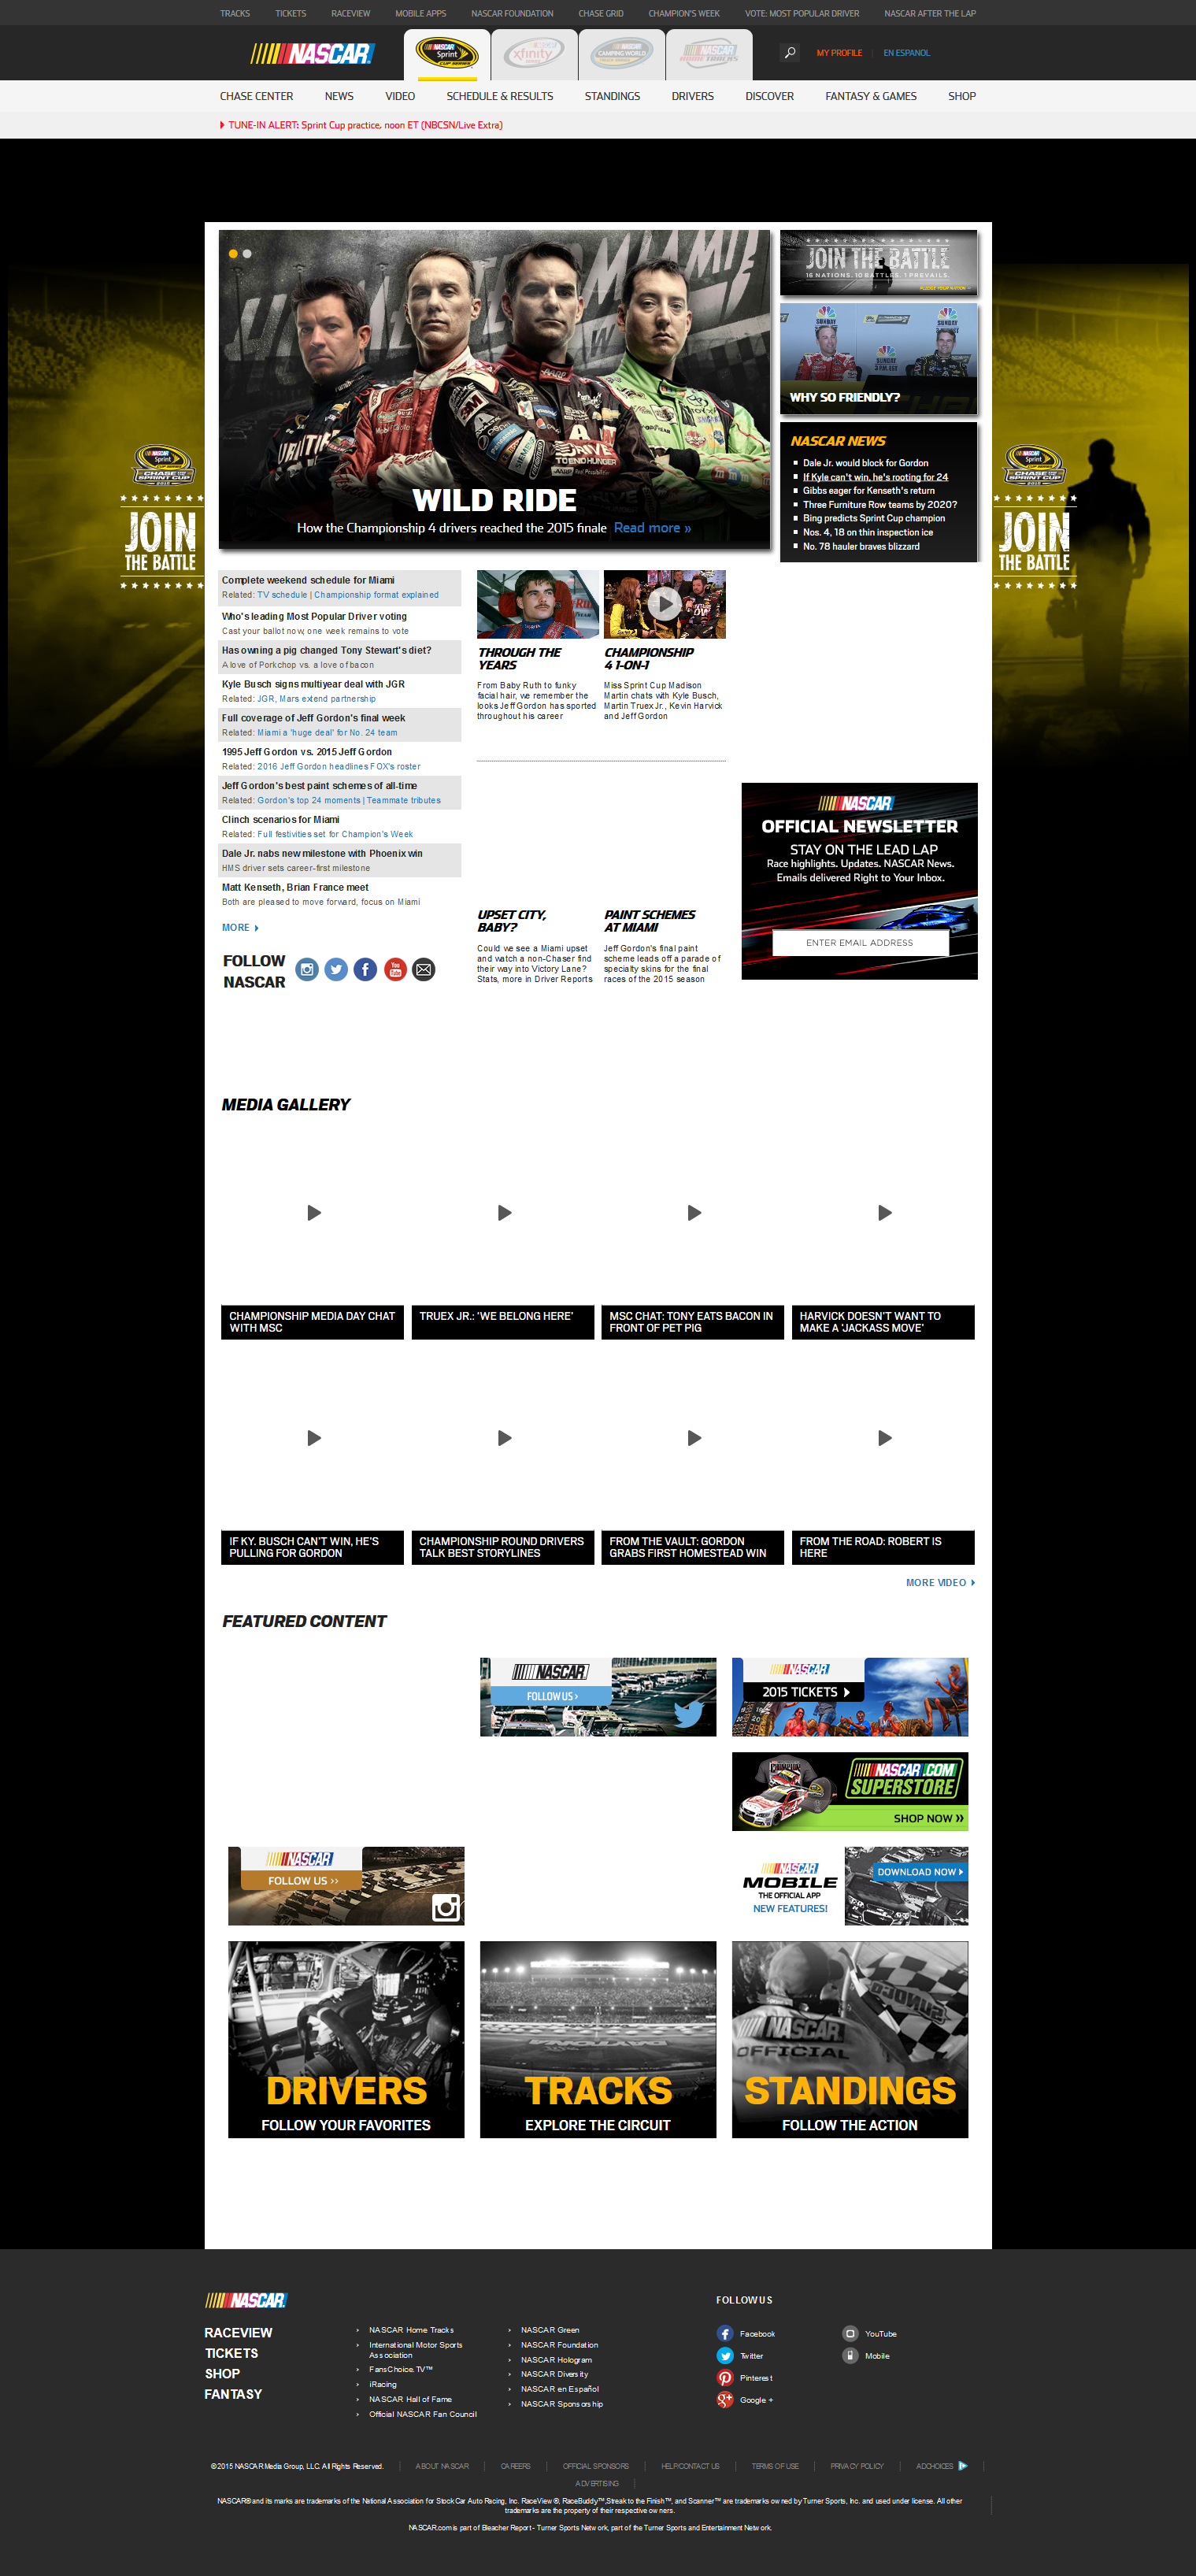 TRACKS TICKETS RACEVIEW MOBILE APPS NASCAR FOUNDATION CHASE GRID CHAMPION'S WEEK VOTE: MOST POPULAR DRIVER NASCAR AFTER THE LAP
NASCAR
NASCAR Sprint CUP SERIES
NASCAR xfinity
NASCAR CAMPING WORLD
NASCAR HOME TRACKS
MY PROFILE
EN ESPANOL
CHASE CENTER NEWS VIDEO SCHEDULE & RESULTS STANDINGS DRIVERS DISCOVER FANTASY & GAMES SHOP
TUNE-IN ALERT: Sprint Cup practice, noon ET (NBCSN/Live Extra)
WILD RIDE
How the Championship 4 drivers reached the 2015 finale Read more »
JOIN THE BATTLE
16 NATIONS. 10 BATTLES. 1 PREVAILS.
WHY SO FRIENDLY?
NASCAR NEWS
Dale Jr. would block for Gordon
If Kyle can't win, he's rooting for 24
Gibbs eager for Kenseth's return
Three Furniture Row teams by 2020?
Bing predicts Sprint Cup champion
Nos. 4, 18 on thin inspection ice
No. 78 hauler braves blizzard
JOIN
THE BATTLE
JOIN
THE BATTLE
Complete weekend schedule for Miami
Related: TV schedule | Championship format explained
Who's leading Most Popular Driver voting
Cast your ballot now, one week remains to vote
Has owning a pig changed Tony Stewart's diet?
A love of Porkchop vs. a love of bacon
Kyle Busch signs multiyear deal with JGR
Related: JGR, Mars extend partnership
Full coverage of Jeff Gordon's final week
Related: Miami a 'huge deal' for No. 24 team
1995 Jeff Gordon vs. 2015 Jeff Gordon
Related: 2016 Jeff Gordon headlines FOX's roster
Jeff Gordon's best paint schemes of all-time
Related: Gordon's top 24 moments | Teammate tributes
Clinch scenarios for Miami
Related: Full festivities set for Champion's Week
Dale Jr. nabs new milestone with Phoenix win
HMS driver sets career-first milestone
Matt Kenseth, Brian France meet
Both are pleased to move forward, focus on Miami
MORE
FOLLOW
NASCAR
THROUGH THE
YEARS
From Baby Ruth to funky
facial hair, we remember the
looks Jeff Gordon has sported
throughout his career
CHAMPIONSHIP
4 1-ON-1
Miss Sprint Cup Madison
Martin chats with Kyle Busch,
Martin Truex Jr., Kevin Harvick
and Jeff Gordon
UPSET CITY,
BABY?
Could we see a Miami upset
and watch a non-Chaser find
their way into Victory Lane?
Stats, more in Driver Reports
PAINT SCHEMES
AT MIAMI
Jeff Gordon's final paint
scheme leads off a parade of
specialty skins for the final
races of the 2015 season
NASCAR
OFFICIAL NEWSLETTER
STAY ON THE LEAD LAP
Race highlights. Updates. NASCAR News.
Emails delivered Right to Your Inbox.
ENTER EMAIL ADDRESS
MEDIA GALLERY
CHAMPIONSHIP MEDIA DAY CHAT
WITH MSC
TRUEX JR.: 'WE BELONG HERE'
MSC CHAT: TONY EATS BACON IN
FRONT OF PET PIG
HARVICK DOESN'T WANT TO
MAKE A 'JACKASS MOVE'
IF KY. BUSCH CAN'T WIN, HE'S
PULLING FOR GORDON
CHAMPIONSHIP ROUND DRIVERS
TALK BEST STORYLINES
FROM THE VAULT: GORDON
GRABS FIRST HOMESTEAD WIN
FROM THE ROAD: ROBERT IS
HERE
MORE VIDEO
FEATURED CONTENT
NASCAR
FOLLOW US ›
NASCAR
2015 TICKETS
NASCAR.COM
SUPERSTORE
SHOP NOW »
NASCAR
FOLLOW US ››
NASCAR
MOBILE
THE OFFICIAL APP
NEW FEATURES!
DOWNLOAD NOW
DRIVERS
FOLLOW YOUR FAVORITES
TRACKS
EXPLORE THE CIRCUIT
NASCAR
OFFICIAL
STANDINGS
FOLLOW THE ACTION
NASCAR
RACEVIEW
TICKETS
SHOP
FANTASY
NASCAR Home Tracks
International Motor Sports
Association
FansChoice.TV™
iRacing
NASCAR Hall of Fame
Official NASCAR Fan Council
NASCAR Green
NASCAR Foundation
NASCAR Hologram
NASCAR Diversity
NASCAR en Español
NASCAR Sponsorship
FOLLOW US
Facebook
Twitter
Pinterest
Google +
YouTube
Mobile
© 2015 NASCAR Media Group, LLC. All Rights Reserved. ABOUT NASCAR CAREERS OFFICIAL SPONSORS HELP/CONTACT US TERMS OF USE PRIVACY POLICY ADCHOICES
ADVERTISING
NASCAR® and its marks are trademarks of the National Association for Stock Car Auto Racing, Inc. RaceView ®, RaceBuddy™,Streak to the Finish™, and Scanner™ are trademarks owned by Turner Sports, Inc. and used under license. All other
trademarks are the property of their respective owners.
NASCAR.com is part of Bleacher Report - Turner Sports Network, part of the Turner Sports and Entertainment Network.